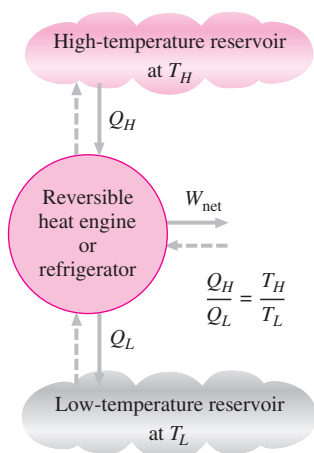 High-temperature reservoir
at T_H
Q_H
Reversible
heat engine
or
refrigerator
W_net
Q_H/Q_L = T_H/T_L
Q_L
Low-temperature reservoir
at T_L